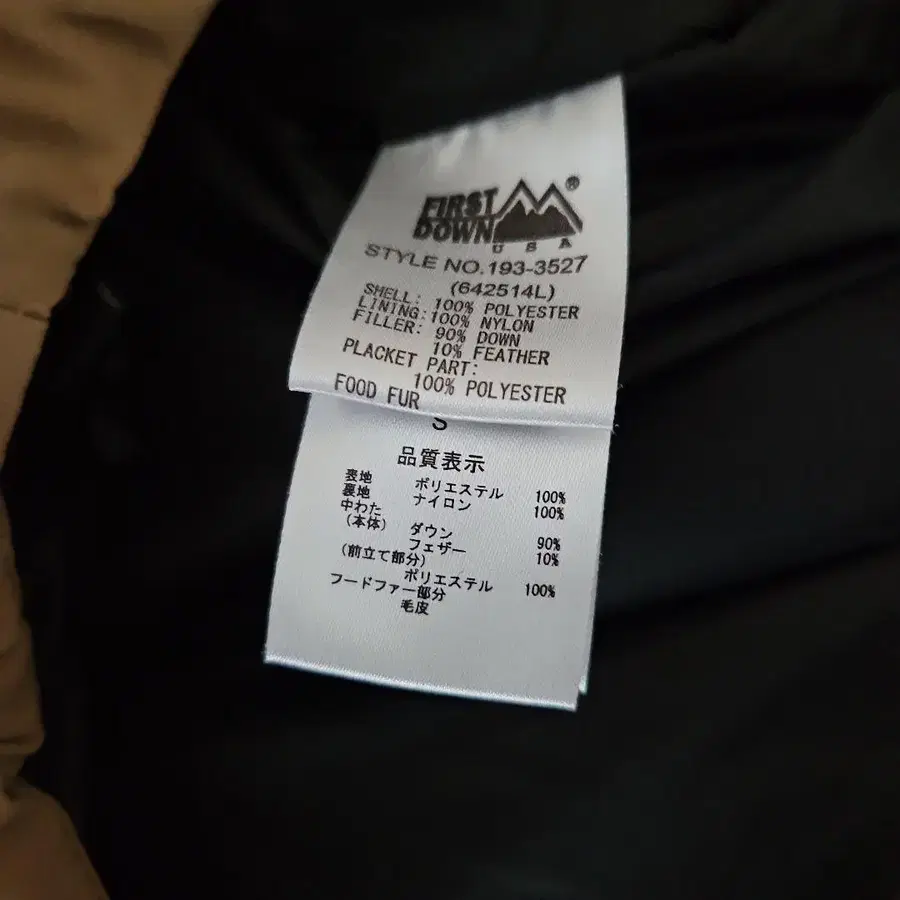 FIRST
DOWN
®
USA
STYLE NO.193-3527
(642514L)
SHELL: 100% POLYESTER
LINING:100% NYLON
FILLER: 90% DOWN
10% FEATHER
PLACKET PART:
100% POLYESTER
FOOD FUR
S
品質表示
表地 ポリエステル 100%
裏地 ナイロン 100%
中わた
(本体) ダウン 90%
フェザー 10%
(前立て部分)
ポリエステル 100%
フードファー部分
毛皮